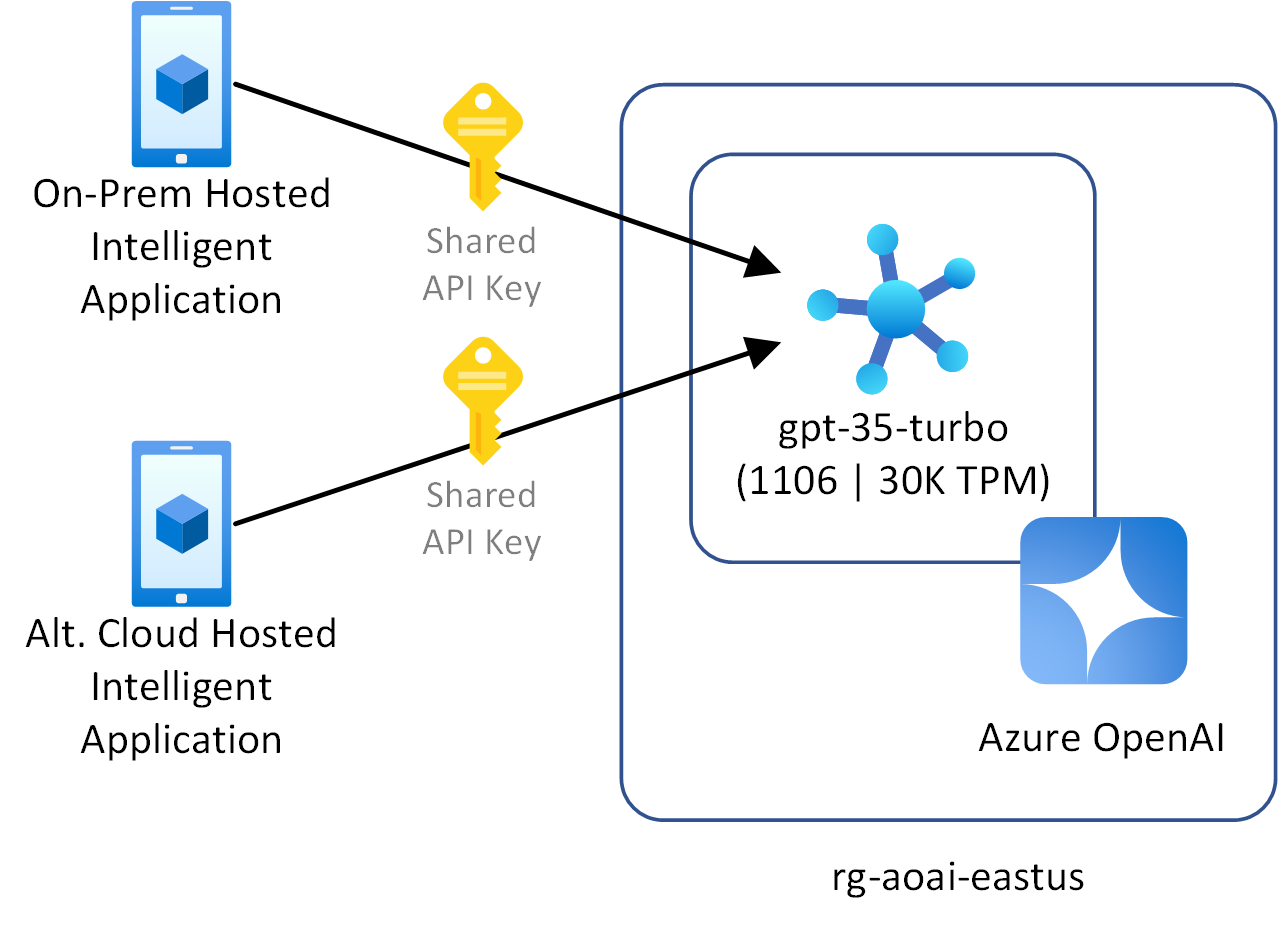 On-Prem Hosted
Intelligent
Application
Shared
API Key
Shared
API Key
Alt. Cloud Hosted
Intelligent
Application
gpt-35-turbo
(1106 | 30K TPM)
Azure OpenAI
rg-aoai-eastus